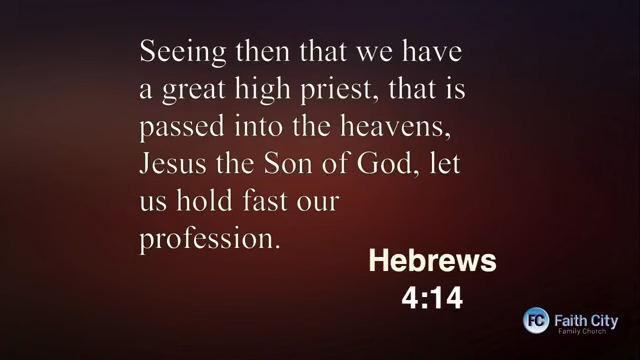 Seeing then that we have
a great high priest, that is
passed into the heavens,
Jesus the Son of God, let
us hold fast our
profession.
Hebrews
4:14
FC Faith City
Family Church